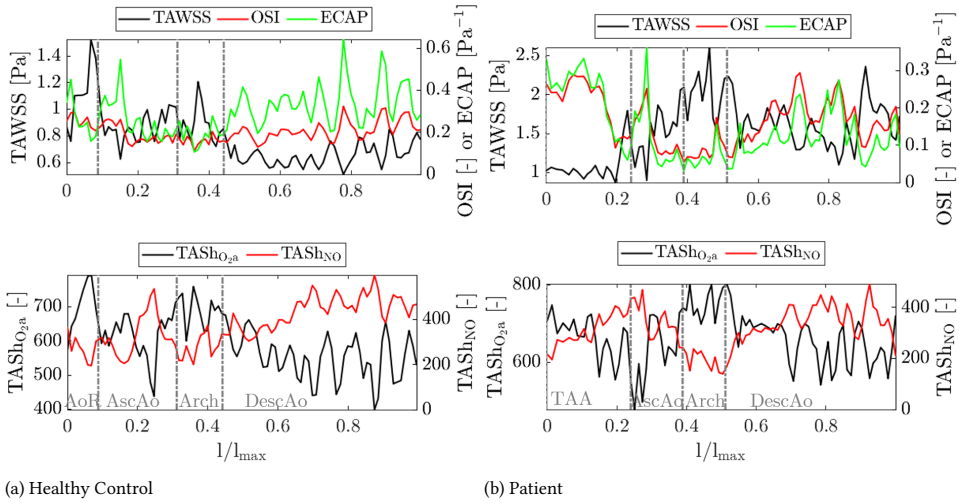 TAWSS OSI ECAP
TAWSS [Pa]
1.4
1.2
1
0.8
0.6
0.6
0.4
0.2
0
OSI [-] or ECAP [Pa⁻¹]
0 0.2 0.4 0.6 0.8
TAWSS OSI ECAP
TAWSS [Pa]
2.5
2
1.5
1
0.3
0.2
0.1
0
OSI [-] or ECAP [Pa⁻¹]
0 0.2 0.4 0.6 0.8
TASh_O₂a TASh_NO
TASh_O₂a [-]
700
600
500
400
400
200
0
TASh_NO [-]
AoR AscAo Arch DescAo
0 0.2 0.4 0.6 0.8
l/l_max
TASh_O₂a TASh_NO
TASh_O₂a [-]
800
600
400
200
0
TASh_NO [-]
TAA AscAo Arch DescAo
0 0.2 0.4 0.6 0.8
l/l_max
(a) Healthy Control
(b) Patient